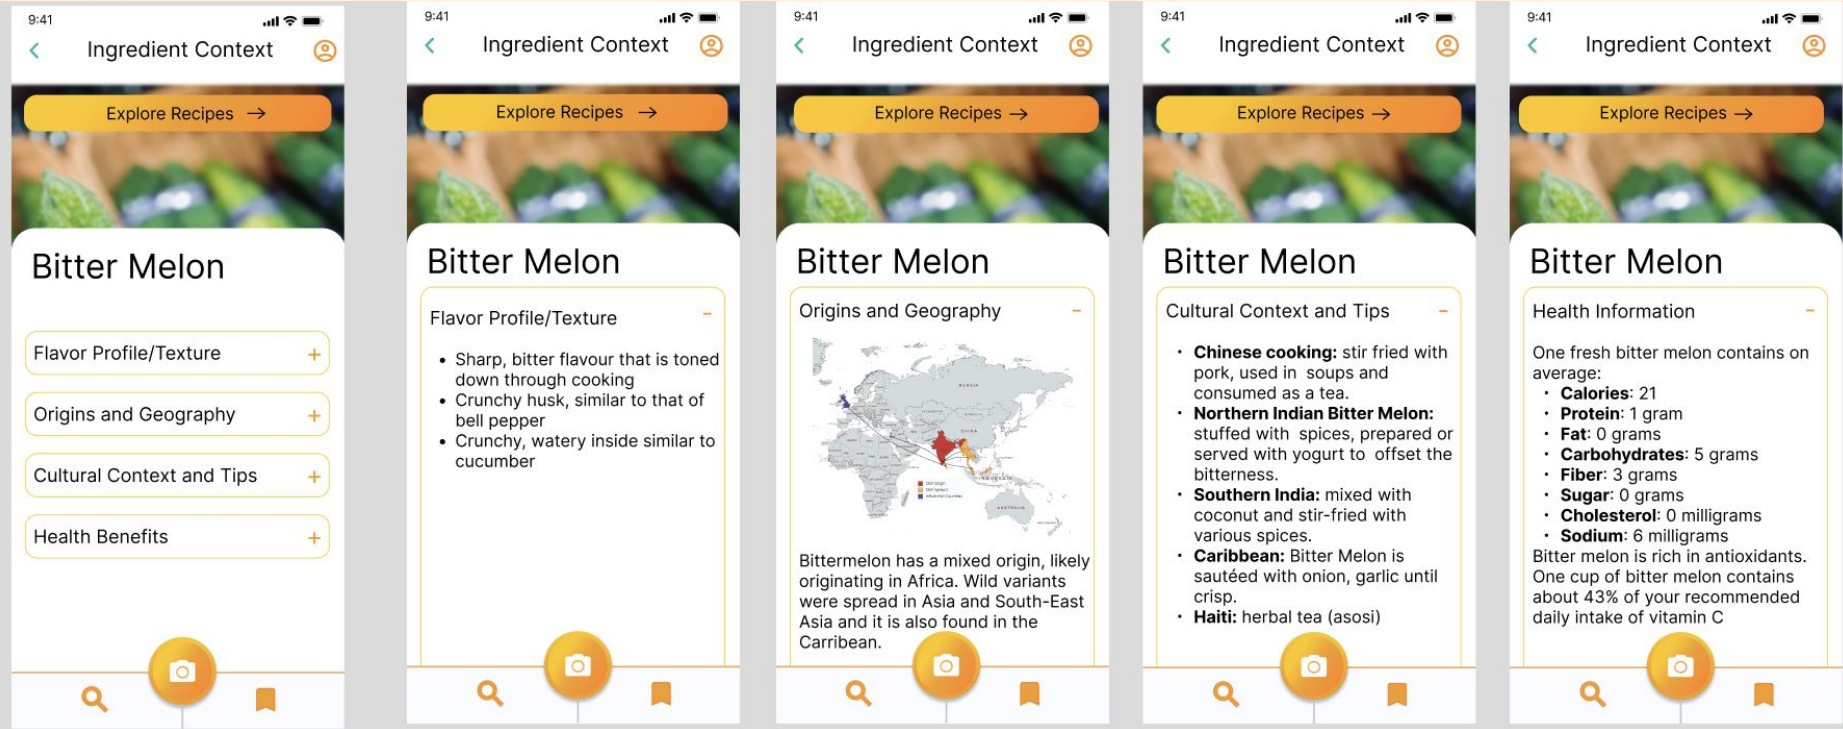 9:41
Ingredient Context
Explore Recipes →
Bitter Melon
Flavor Profile/Texture +
Origins and Geography +
Cultural Context and Tips +
Health Benefits +
9:41
Ingredient Context
Explore Recipes →
Bitter Melon
Flavor Profile/Texture -
• Sharp, bitter flavour that is toned
down through cooking
• Crunchy husk, similar to that of
bell pepper
• Crunchy, watery inside similar to
cucumber
9:41
Ingredient Context
Explore Recipes →
Bitter Melon
Origins and Geography -
RUSSIA
CHINA
AUSTRALIA
Bittermelon has a mixed origin, likely
originating in Africa. Wild variants
were spread in Asia and South-East
Asia and it is also found in the
Carribean.
9:41
Ingredient Context
Explore Recipes →
Bitter Melon
Cultural Context and Tips -
• Chinese cooking: stir fried with
pork, used in soups and
consumed as a tea.
• Northern Indian Bitter Melon:
stuffed with spices, prepared or
served with yogurt to offset the
bitterness.
• Southern India: mixed with
coconut and stir-fried with
various spices.
• Caribbean: Bitter Melon is
sautéed with onion, garlic until
crisp.
• Haiti: herbal tea (asosi)
9:41
Ingredient Context
Explore Recipes →
Bitter Melon
Health Information -
One fresh bitter melon contains on
average:
• Calories: 21
• Protein: 1 gram
• Fat: 0 grams
• Carbohydrates: 5 grams
• Fiber: 3 grams
• Sugar: 0 grams
• Cholesterol: 0 milligrams
• Sodium: 6 milligrams
Bitter melon is rich in antioxidants.
One cup of bitter melon contains
about 43% of your recommended
daily intake of vitamin C